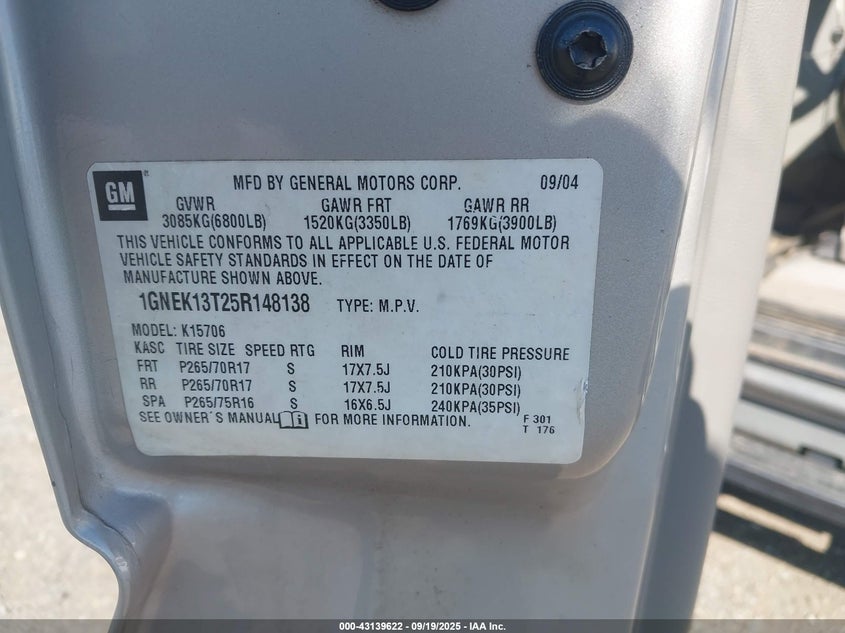 GM
MFD BY GENERAL MOTORS CORP. 09/04
GVWR GAWR FRT GAWR RR
3085KG(6800LB) 1520KG(3350LB) 1769KG(3900LB)
THIS VEHICLE CONFORMS TO ALL APPLICABLE U.S. FEDERAL MOTOR
VEHICLE SAFETY STANDARDS IN EFFECT ON THE DATE OF
MANUFACTURE SHOWN ABOVE.
1GNEK13T25R148138 TYPE: M.P.V.
MODEL: K15706
KASC TIRE SIZE SPEED RTG RIM COLD TIRE PRESSURE
FRT P265/70R17 S 17X7.5J 210KPA(30PSI)
RR P265/70R17 S 17X7.5J 210KPA(30PSI)
SPA P265/75R16 S 16X6.5J 240KPA(35PSI)
SEE OWNER'S MANUAL FOR MORE INFORMATION.
F 301
T 176
000-43139622 - 09/19/2025 - IAA Inc.